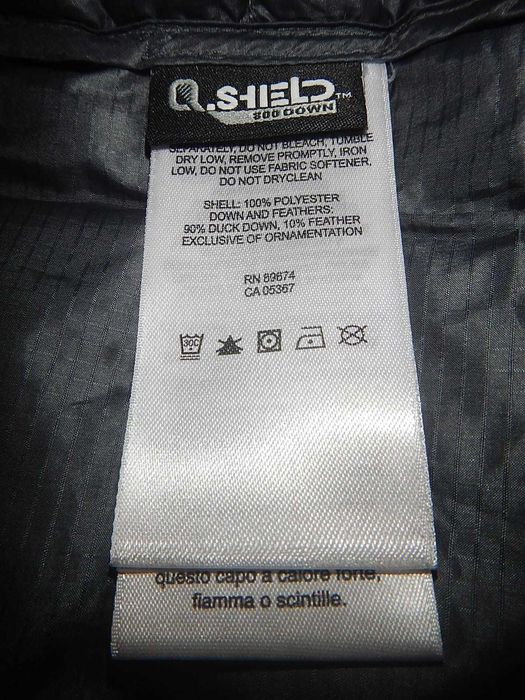 Q.SHIELD™
800 DOWN
SEPARATELY, DO NOT BLEACH, TUMBLE
DRY LOW, REMOVE PROMPTLY, IRON
LOW, DO NOT USE FABRIC SOFTENER,
DO NOT DRYCLEAN
SHELL: 100% POLYESTER
DOWN AND FEATHERS:
90% DUCK DOWN, 10% FEATHER
EXCLUSIVE OF ORNAMENTATION
RN 89674
CA 05367
30C
questo capo a calore forte,
fiamma o scintille.